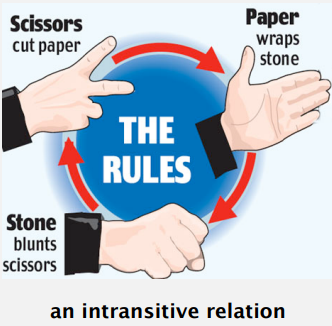 Scissors
cut paper
Paper
wraps
stone
THE
RULES
Stone
blunts
scissors
an intransitive relation